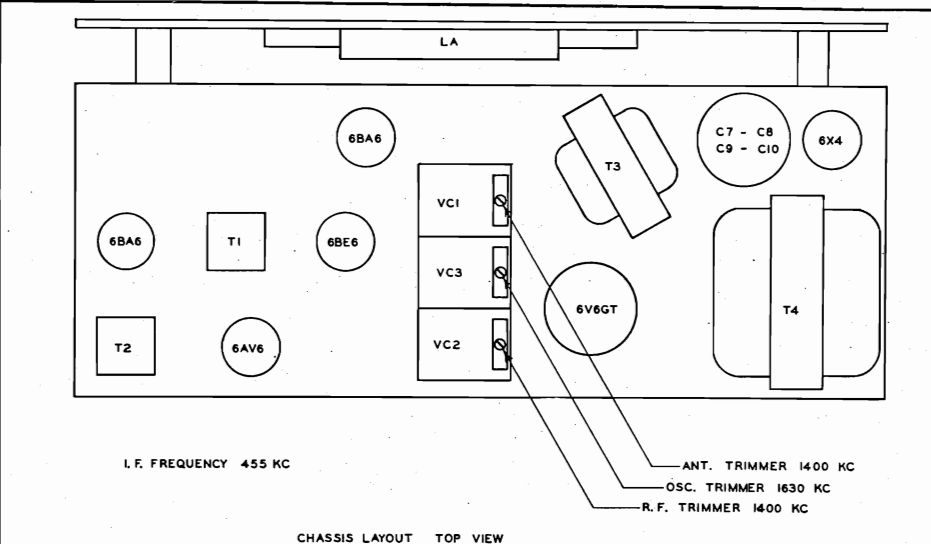 LA
6BA6
C7 - C8
C9 - C10
6X4
T3
VC1
6BA6
T1
6BE6
VC3
6V6GT
T4
T2
6AV6
VC2
I.F. FREQUENCY 455 KC
ANT. TRIMMER 1400 KC
OSC. TRIMMER 1630 KC
R.F. TRIMMER 1400 KC
CHASSIS LAYOUT TOP VIEW